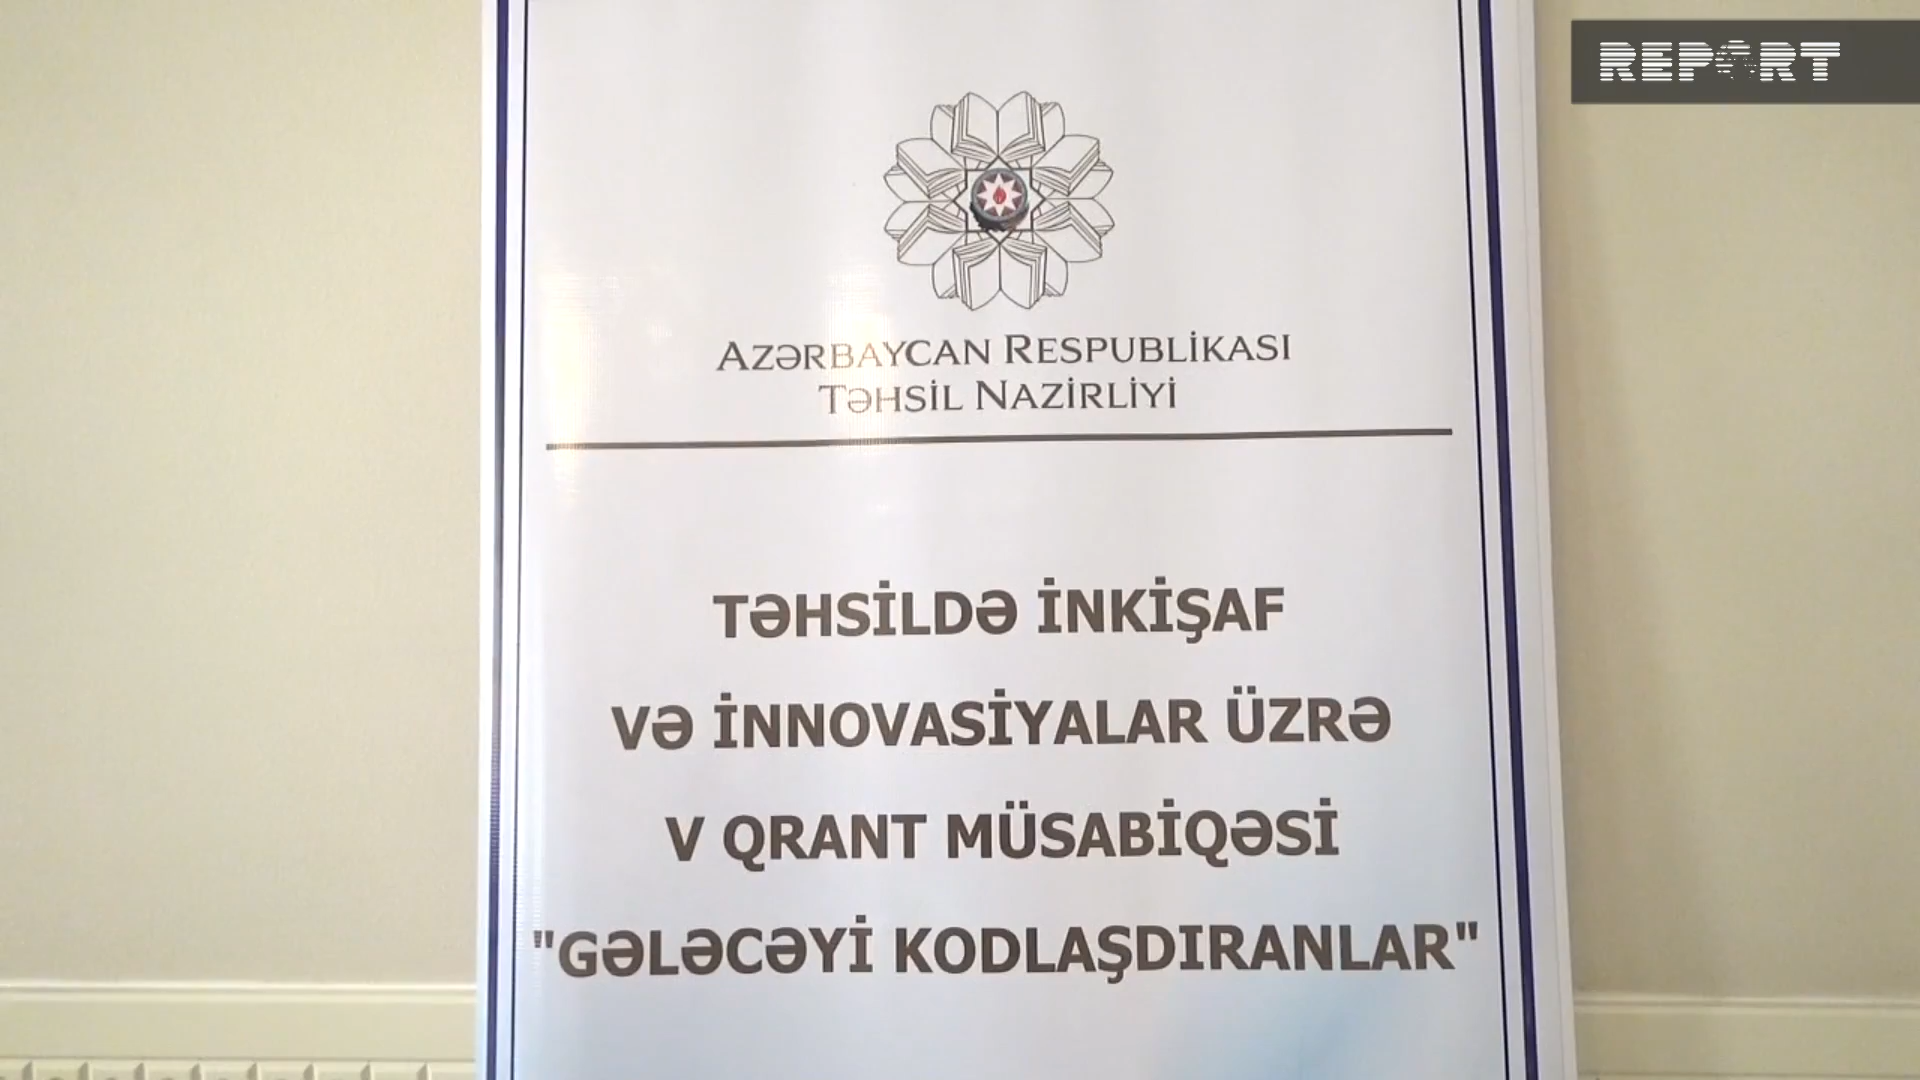 REPORT
AZƏRBAYCAN RESPUBLİKASI
TƏHSİL NAZİRLİYİ
TƏHSİLDƏ İNKİŞAF
VƏ İNNOVASİYALAR ÜZRƏ
V QRANT MÜSABİQƏSİ
"GƏLƏCƏYİ KODLAŞDIRANLAR"